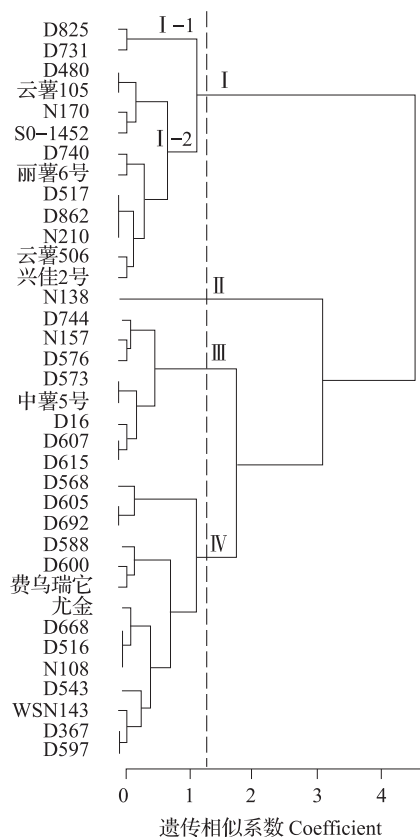 D825
D731
D480
云薯105
N170
S0-1452
D740
丽薯6号
D517
D862
N210
云薯506
兴佳2号
N138
D744
N157
D576
D573
中薯5号
D16
D607
D615
D568
D605
D692
D588
D600
费乌瑞它
尤金
D668
D516
N108
D543
WSN143
D367
D597
Ⅰ-1
Ⅰ
Ⅰ-2
Ⅱ
Ⅲ
Ⅳ
0 1 2 3 4
遗传相似系数 Coefficient